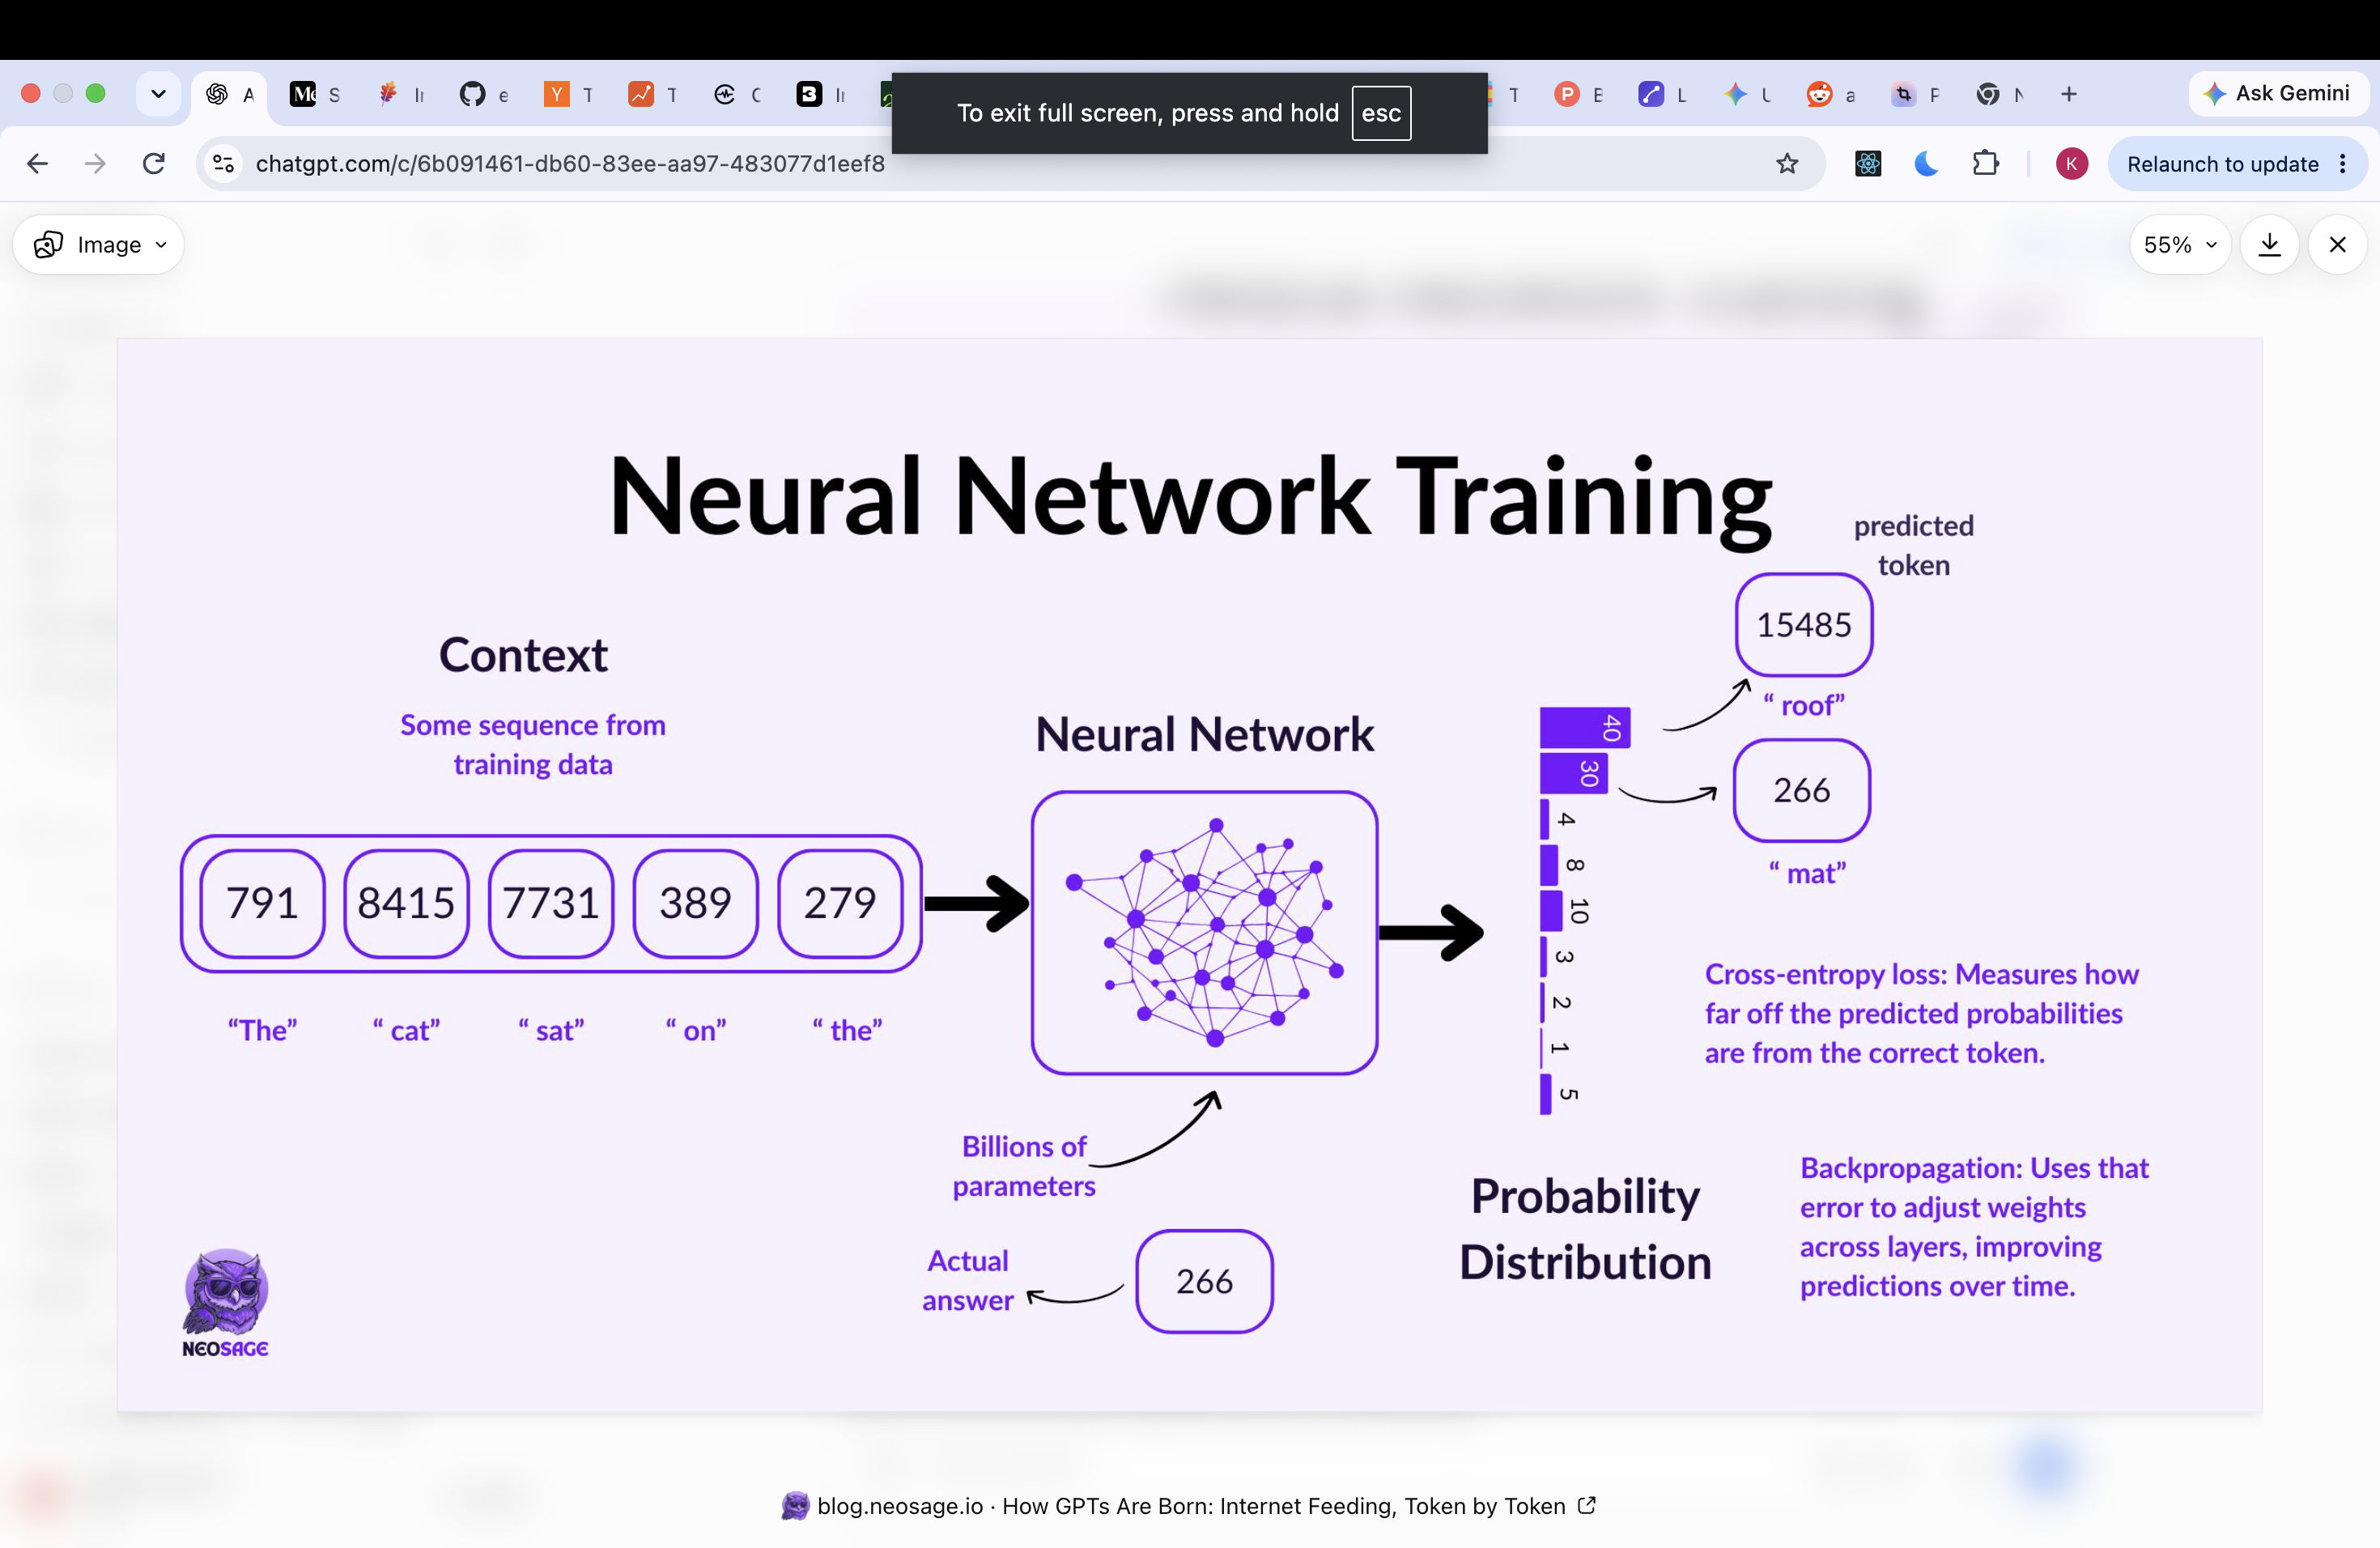 A
S
e
T
T
C
To exit full screen, press and hold esc
T
L
a
Ask Gemini
chatgpt.com/c/6b091461-db60-83ee-aa97-483077d1eef8
K
Relaunch to update
Image
55%
Neural Network Training
predicted
token
15485
“ roof”
266
“ mat”
Context
Some sequence from
training data
791 8415 7731 389 279
“The” “ cat” “ sat” “ on” “ the”
Neural Network
Billions of
parameters
Actual
answer
266
40
30
4
8
10
3
2
1
5
Probability
Distribution
Cross-entropy loss: Measures how
far off the predicted probabilities
are from the correct token.
Backpropagation: Uses that
error to adjust weights
across layers, improving
predictions over time.
NEOSAGE
blog.neosage.io · How GPTs Are Born: Internet Feeding, Token by Token